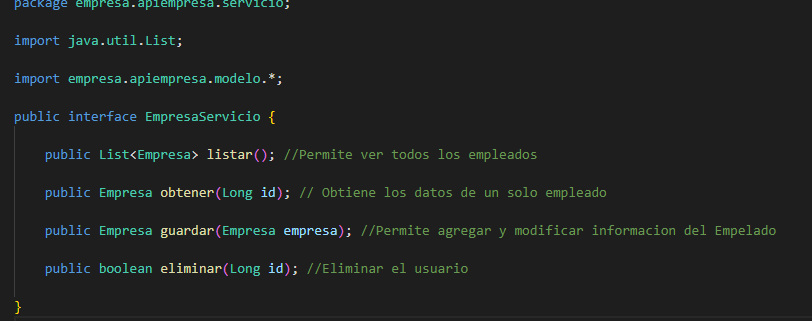 package empresa.apiempresa.servicio;
import java.util.List;
import empresa.apiempresa.modelo.*;
public interface EmpresaServicio {
public List<Empresa> listar(); //Permite ver todos los empleados
public Empresa obtener(Long id); // Obtiene los datos de un solo empleado
public Empresa guardar(Empresa empresa); //Permite agregar y modificar informacion del Empelado
public boolean eliminar(Long id); //Eliminar el usuario
}